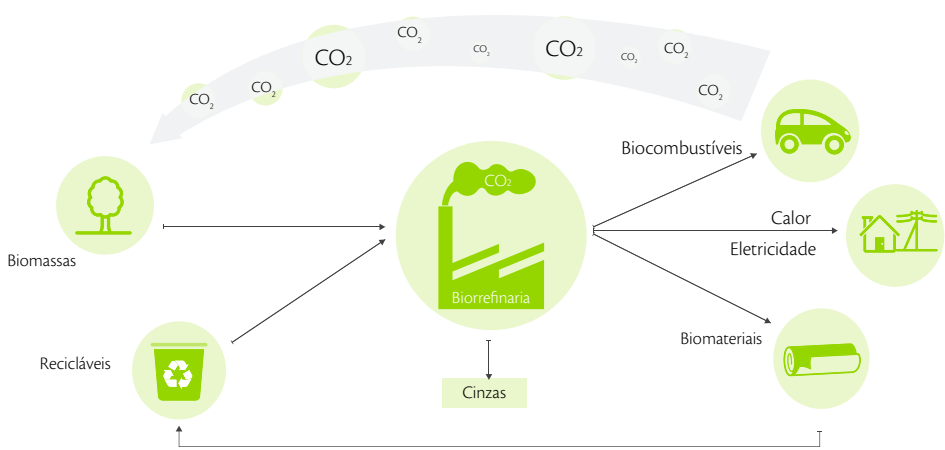 CO₂
CO₂
CO₂
CO₂
CO₂
CO₂
CO₂
CO₂
CO₂
Biocombustíveis
CO₂
Calor
Eletricidade
Biomassas
Biorrefinaria
Biomateriais
Recicláveis
Cinzas